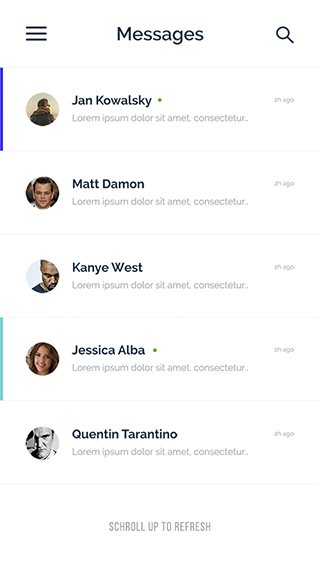 Messages
Jan Kowalsky
2h ago
Lorem ipsum dolor sit amet, consectetur..
Matt Damon
2h ago
Lorem ipsum dolor sit amet, consectetur..
Kanye West
2h ago
Lorem ipsum dolor sit amet, consectetur..
Jessica Alba
2h ago
Lorem ipsum dolor sit amet, consectetur..
Quentin Tarantino
2h ago
Lorem ipsum dolor sit amet, consectetur..
SCROLL UP TO REFRESH